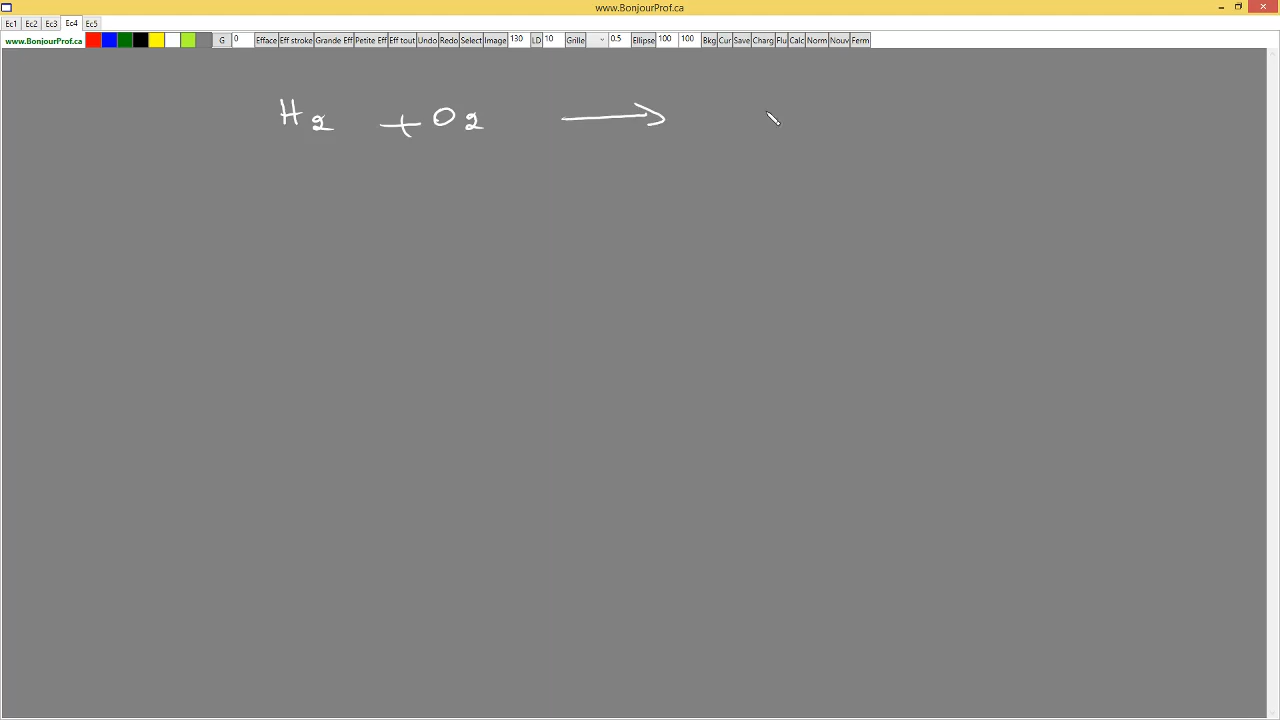 www.BonjourProf.ca
Ec1 Ec2 Ec3 Ec4 Ec5
www.BonjourProf.ca G 0 Efface Eff stroke Grande Eff Petite Eff Eff tout Undo Redo Select Image 130 LD 10 Grille 0.5 Ellipse 100 100 Bkg Cur Save Charg Flu Calc Norm Nouv Ferm
H₂ + O₂ ⟶